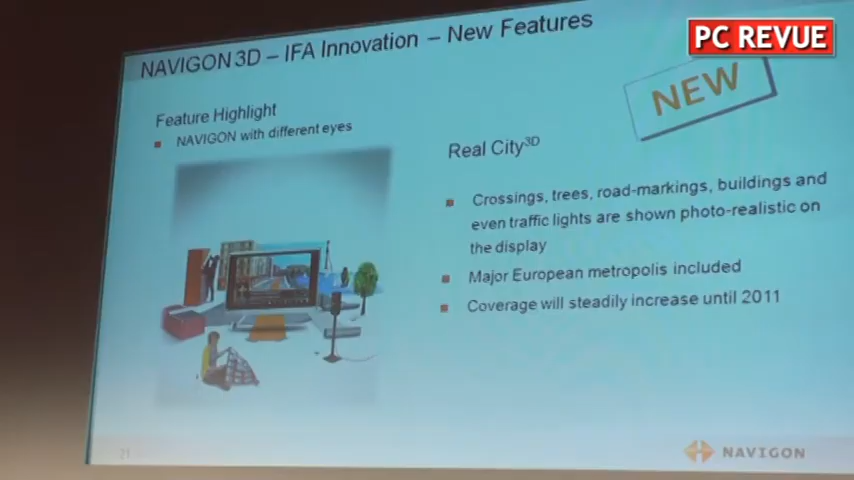 PC REVUE
NAVIGON 3D – IFA Innovation – New Features
NEW
Feature Highlight
NAVIGON with different eyes
Real City3D
Crossings, trees, road-markings, buildings and
even traffic lights are shown photo-realistic on
the display
Major European metropolis included
Coverage will steadily increase until 2011
21
NAVIGON